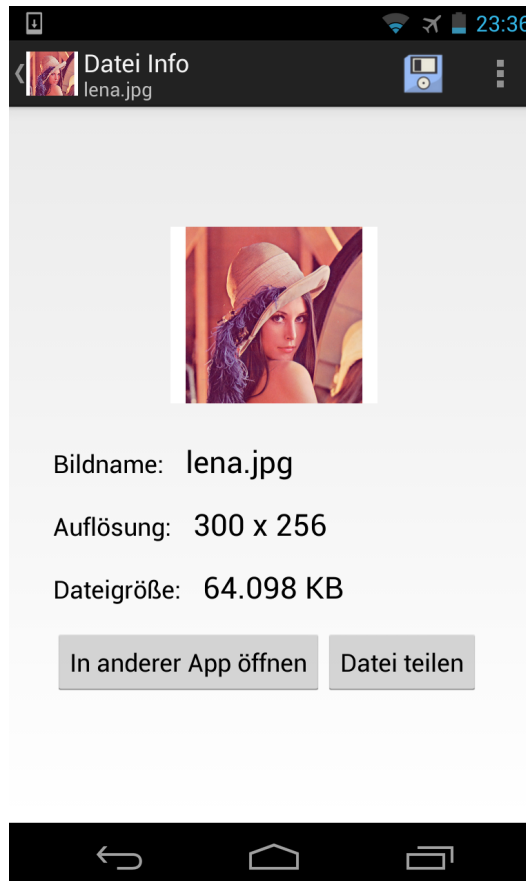 23:36
Datei Info
lena.jpg
Bildname: lena.jpg
Auflösung: 300 x 256
Dateigröße: 64.098 KB
In anderer App öffnen Datei teilen